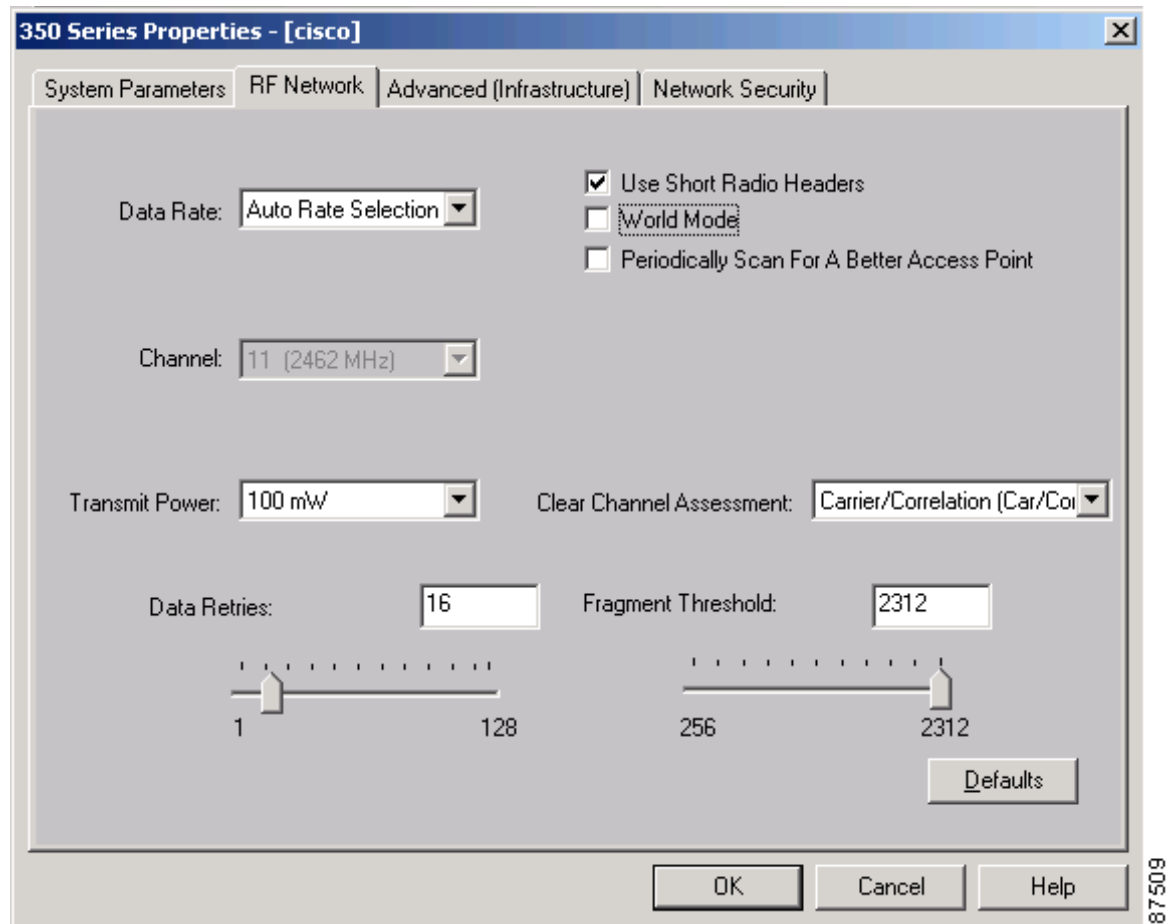 350 Series Properties - [cisco]
System Parameters
RF Network
Advanced (Infrastructure)
Network Security
Data Rate:
Auto Rate Selection
Use Short Radio Headers
World Mode
Periodically Scan For A Better Access Point
Channel:
11 (2462 MHz)
Transmit Power:
100 mW
Clear Channel Assessment:
Carrier/Correlation (Car/Cor
Data Retries:
16
Fragment Threshold:
2312
1
128
256
2312
Defaults
OK
Cancel
Help
87509